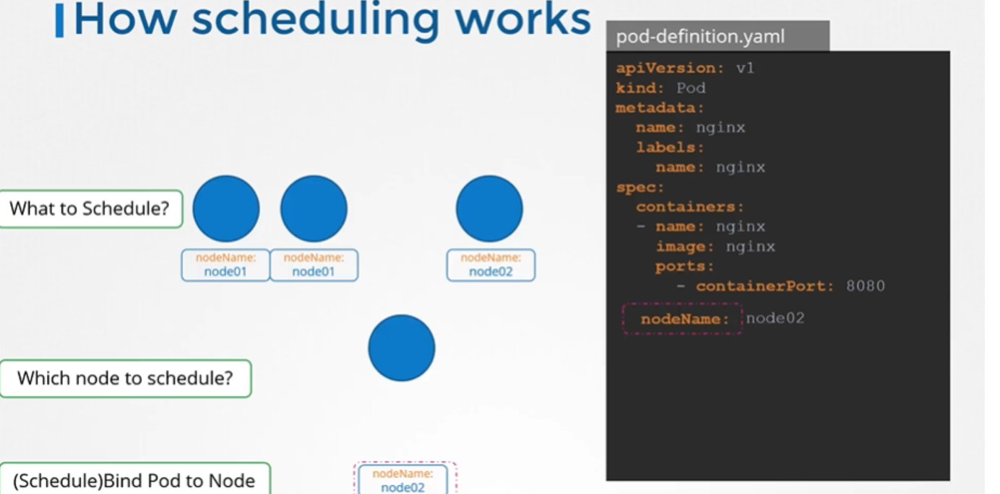 How scheduling works
pod-definition.yaml
apiVersion: v1
kind: Pod
metadata:
  name: nginx
  labels:
    name: nginx
spec:
  containers:
  - name: nginx
    image: nginx
    ports:
      - containerPort: 8080
  nodeName: node02
What to Schedule?
nodeName:
node01
nodeName:
node01
nodeName:
node02
Which node to schedule?
(Schedule)Bind Pod to Node
nodeName:
node02